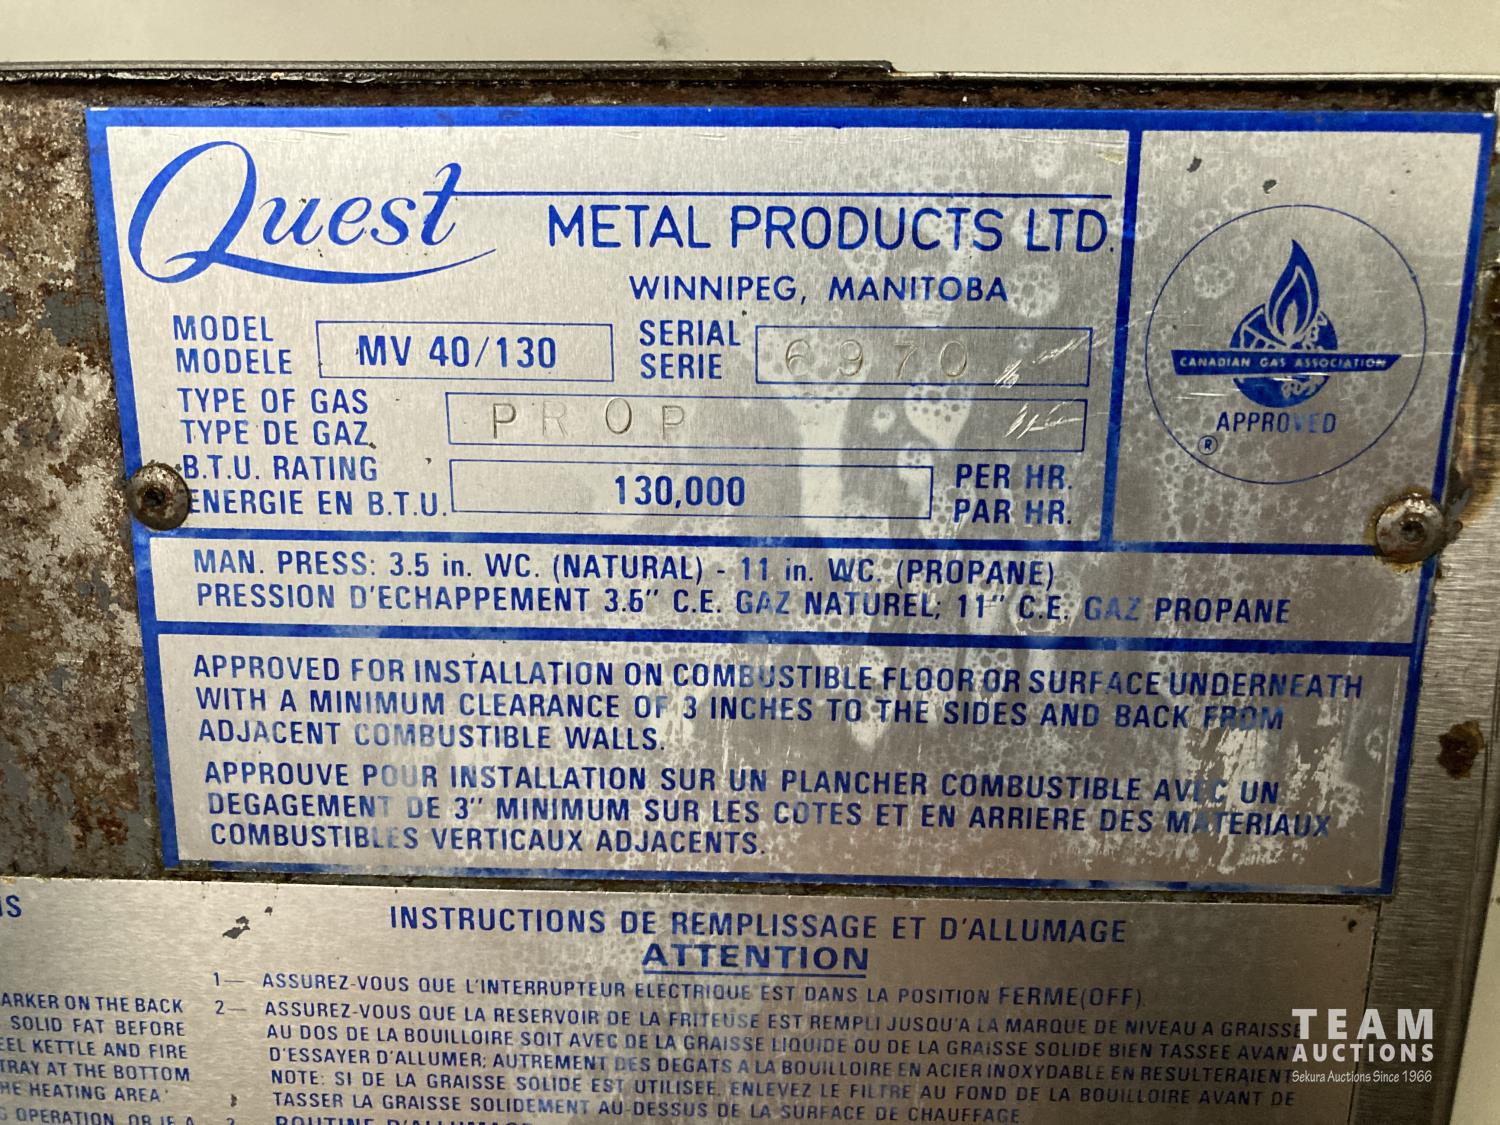 Quest METAL PRODUCTS LTD.
WINNIPEG, MANITOBA
MODEL
MODELE
MV 40/130
SERIAL
SERIE
6970
TYPE OF GAS
TYPE DE GAZ
PROP
B.T.U. RATING
ENERGIE EN B.T.U.
130,000
PER HR.
PAR HR.
CANADIAN GAS ASSOCIATION
APPROVED
®
MAN. PRESS: 3.5 in. WC. (NATURAL) - 11 in. WC. (PROPANE)
PRESSION D'ECHAPPEMENT 3.5" C.E. GAZ NATUREL; 11" C.E. GAZ PROPANE
APPROVED FOR INSTALLATION ON COMBUSTIBLE FLOOR OR SURFACE UNDERNEATH
WITH A MINIMUM CLEARANCE OF 3 INCHES TO THE SIDES AND BACK FROM
ADJACENT COMBUSTIBLE WALLS.
APPROUVE POUR INSTALLATION SUR UN PLANCHER COMBUSTIBLE AVEC UN
DEGAGEMENT DE 3" MINIMUM SUR LES COTES ET EN ARRIERE DES MATERIAUX
COMBUSTIBLES VERTICAUX ADJACENTS.
ARKER ON THE BACK
SOLID FAT BEFORE
EEL KETTLE AND FIRE
TRAY AT THE BOTTOM
HE HEATING AREA
OPERATION, OR IF A
INSTRUCTIONS DE REMPLISSAGE ET D'ALLUMAGE
ATTENTION
1— ASSUREZ-VOUS QUE L'INTERRUPTEUR ELECTRIQUE EST DANS LA POSITION FERME(OFF).
2— ASSUREZ-VOUS QUE LA RESERVOIR DE LA FRITEUSE EST REMPLI JUSQU'A LA MARQUE DE NIVEAU A GRAISSE
AU DOS DE LA BOUILLOIRE SOIT AVEC DE LA GRAISSE LIQUIDE OU DE LA GRAISSE SOLIDE BIEN TASSEE AVANT
D'ESSAYER D'ALLUMER; AUTREMENT DES DEGATS A LA BOUILLOIRE EN ACIER INOXYDABLE EN RESULTERAIENT
NOTE: SI DE LA GRAISSE SOLIDE EST UTILISEE, ENLEVEZ LE FILTRE AU FOND DE LA BOUILLOIRE AVANT DE
TASSER LA GRAISSE SOLIDEMENT AU-DESSUS DE LA SURFACE DE CHAUFFAGE.
3— ROUTINE D'ALLUMAGE
TEAM
AUCTIONS
Sekura Auctions Since 1966